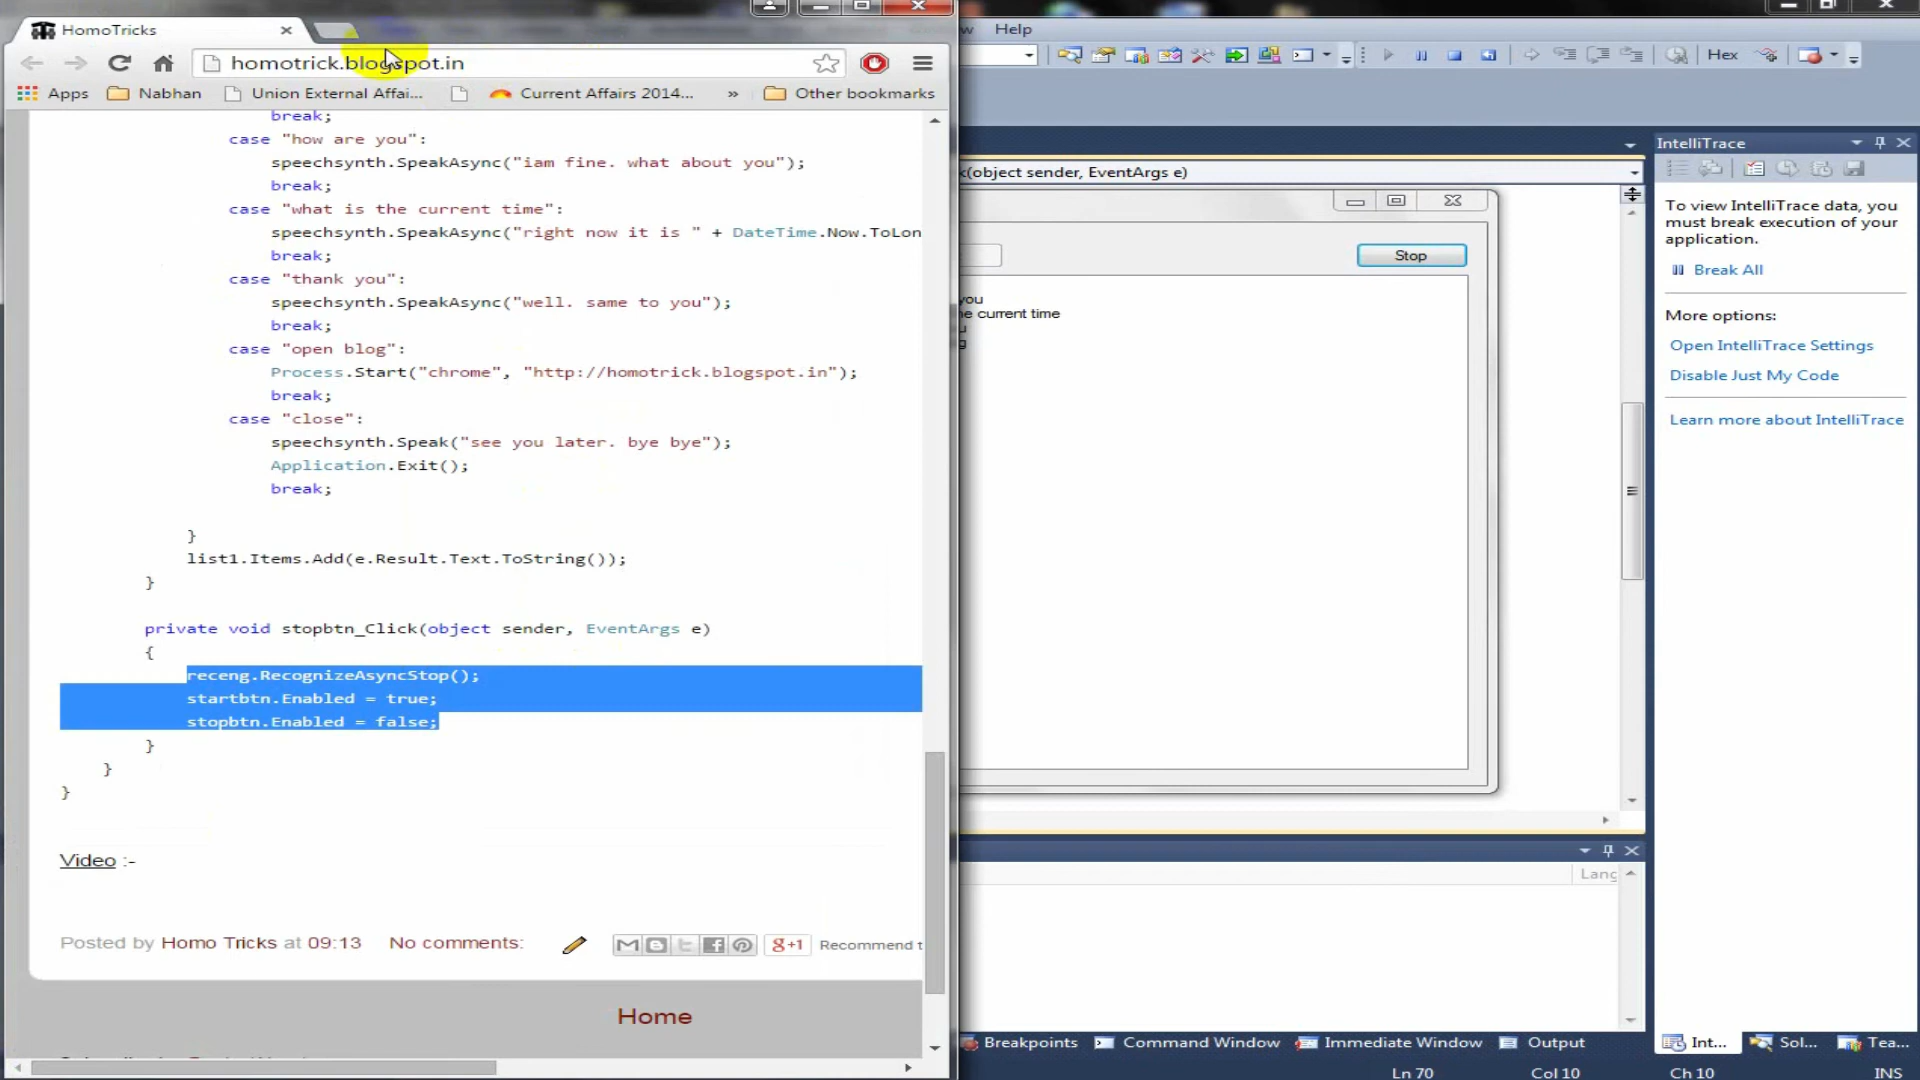 HomoTricks
homotrick.blogspot.in
Apps Nabhan Union External Affai... Current Affairs 2014... » Other bookmarks
break;
case "how are you":
speechsynth.SpeakAsync("iam fine. what about you");
break;
case "what is the current time":
speechsynth.SpeakAsync("right now it is " + DateTime.Now.ToLon
break;
case "thank you":
speechsynth.SpeakAsync("well. same to you");
break;
case "open blog":
Process.Start("chrome", "http://homotrick.blogspot.in");
break;
case "close":
speechsynth.Speak("see you later. bye bye");
Application.Exit();
break;
}
list1.Items.Add(e.Result.Text.ToString());
}
private void stopbtn_Click(object sender, EventArgs e)
{
receng.RecognizeAsyncStop();
startbtn.Enabled = true;
stopbtn.Enabled = false;
}
}
}
Video :-
Posted by Homo Tricks at 09:13 No comments: g+1 Recommend t
Home
w Help
Hex
k(object sender, EventArgs e)
Stop
you
e current time
u
g
Lang
Breakpoints Command Window Immediate Window Output
IntelliTrace
To view IntelliTrace data, you
must break execution of your
application.
Break All
More options:
Open IntelliTrace Settings
Disable Just My Code
Learn more about IntelliTrace
Int... Sol... Tea...
Ln 70 Col 10 Ch 10 INS